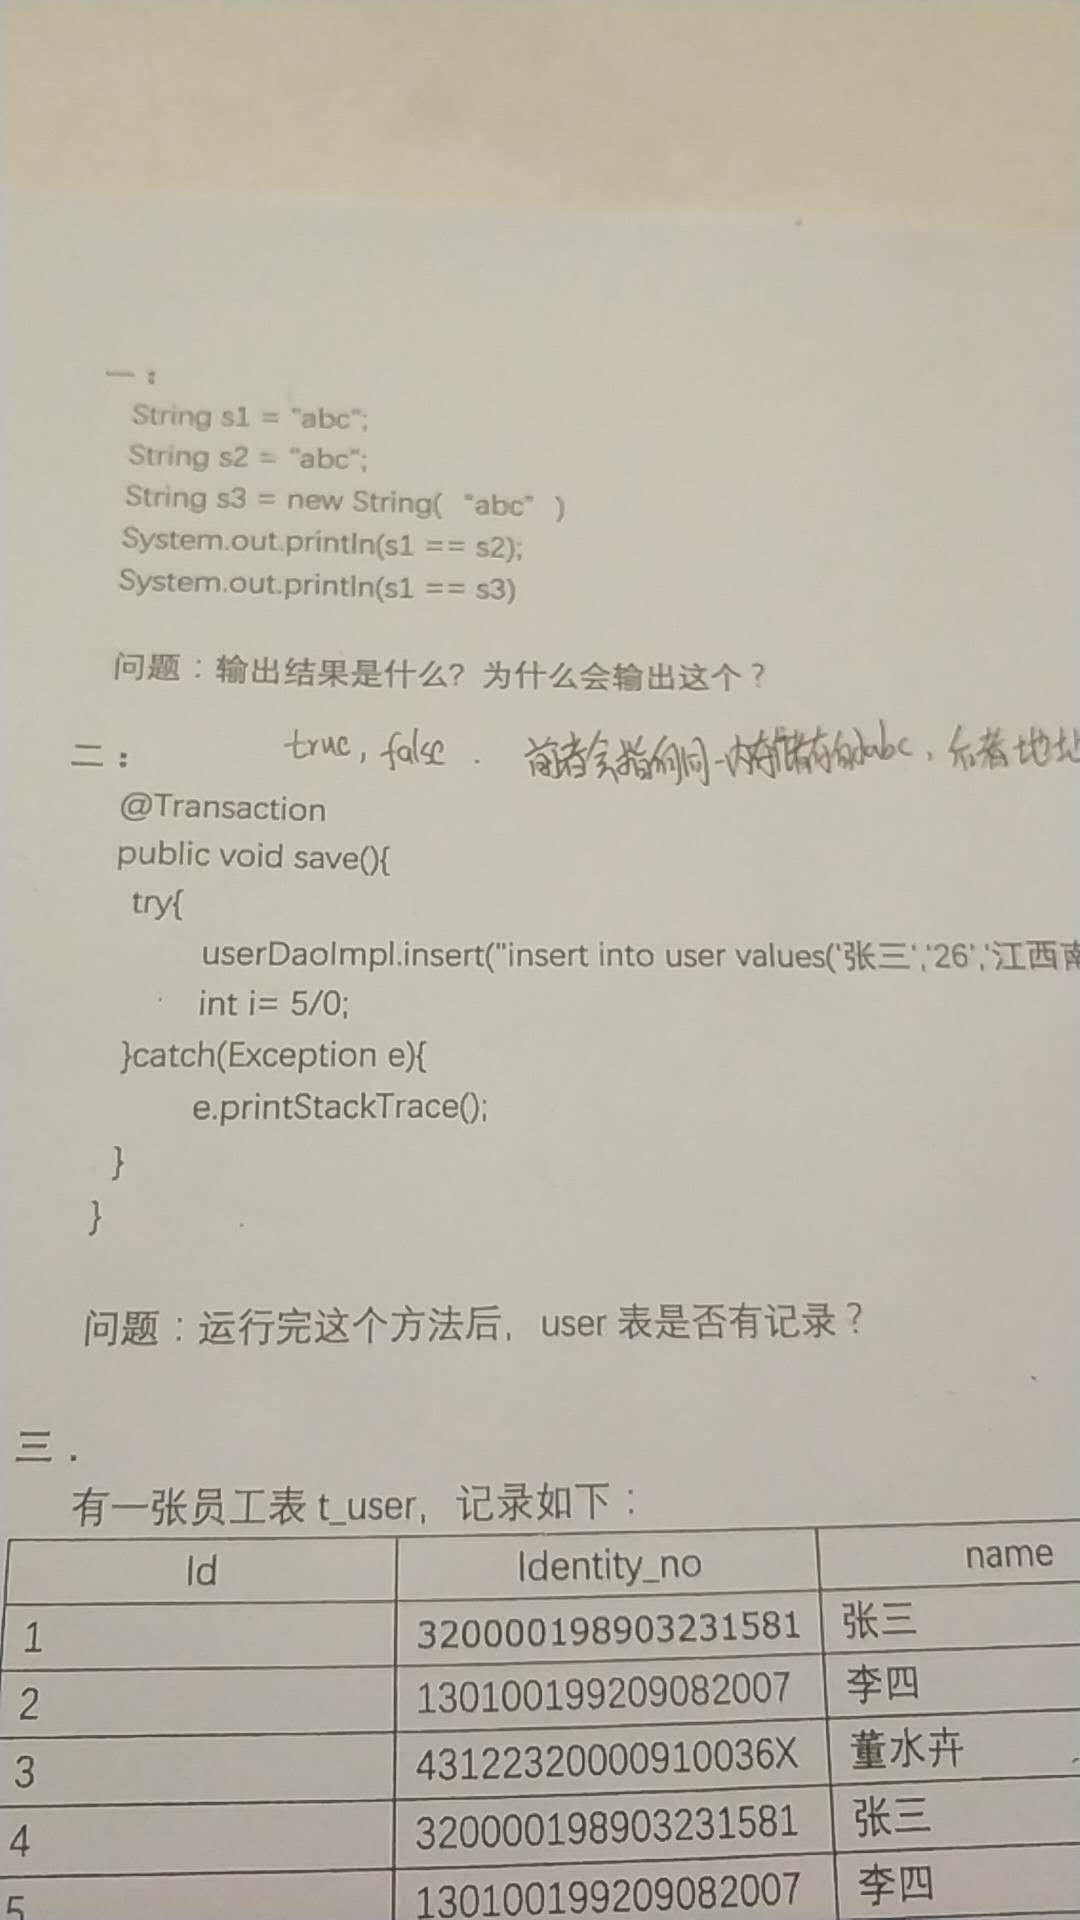 一：
String s1 = "abc";
String s2 = "abc";
String s3 = new String( “abc” )
System.out.println(s1 == s2);
System.out.println(s1 == s3)
问题：输出结果是什么？为什么会输出这个？
true, false . 前者会指向同一内存储存的abc，后者地址
二：
@Transaction
public void save(){
try{
userDaoImpl.insert("insert into user values('张三','26','江西南
int i= 5/0;
}catch(Exception e){
e.printStackTrace();
}
}
问题：运行完这个方法后，user 表是否有记录？
三．
有一张员工表 t_user，记录如下：
Id Identity_no name
1 320000198903231581 张三
2 130100199209082007 李四
3 43122320000910036X 董水卉
4 320000198903231581 张三
5 130100199209082007 李四